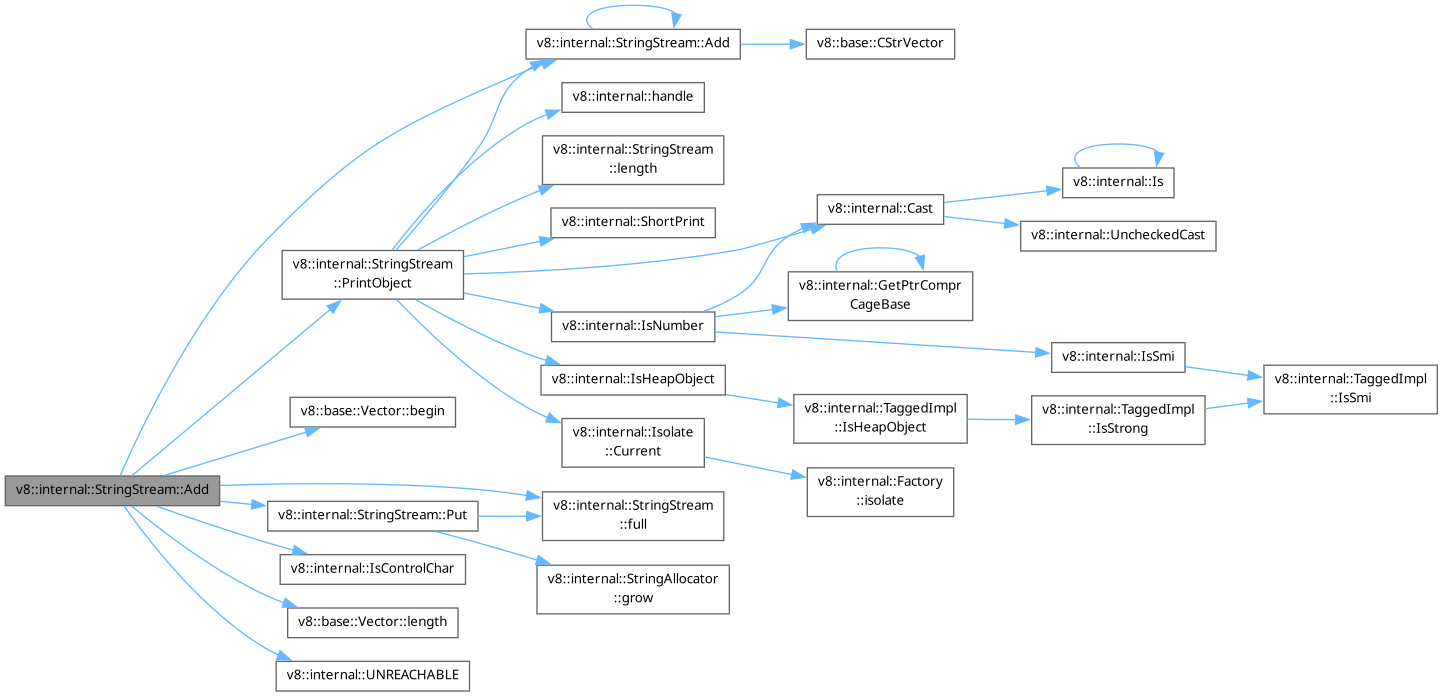 v8::internal::StringStream::Add
v8::base::CStrVector
v8::internal::handle
v8::internal::StringStream
::length
v8::internal::Is
v8::internal::Cast
v8::internal::ShortPrint
v8::internal::UncheckedCast
v8::internal::StringStream
::PrintObject
v8::internal::GetPtrCompr
CageBase
v8::internal::IsNumber
v8::internal::IsSmi
v8::internal::IsHeapObject
v8::internal::TaggedImpl
::IsSmi
v8::base::Vector::begin
v8::internal::TaggedImpl
::IsHeapObject
v8::internal::TaggedImpl
::IsStrong
v8::internal::Isolate
::Current
v8::internal::StringStream::Add
v8::internal::Factory
::isolate
v8::internal::StringStream::Put
v8::internal::StringStream
::full
v8::internal::IsControlChar
v8::internal::StringAllocator
::grow
v8::base::Vector::length
v8::internal::UNREACHABLE